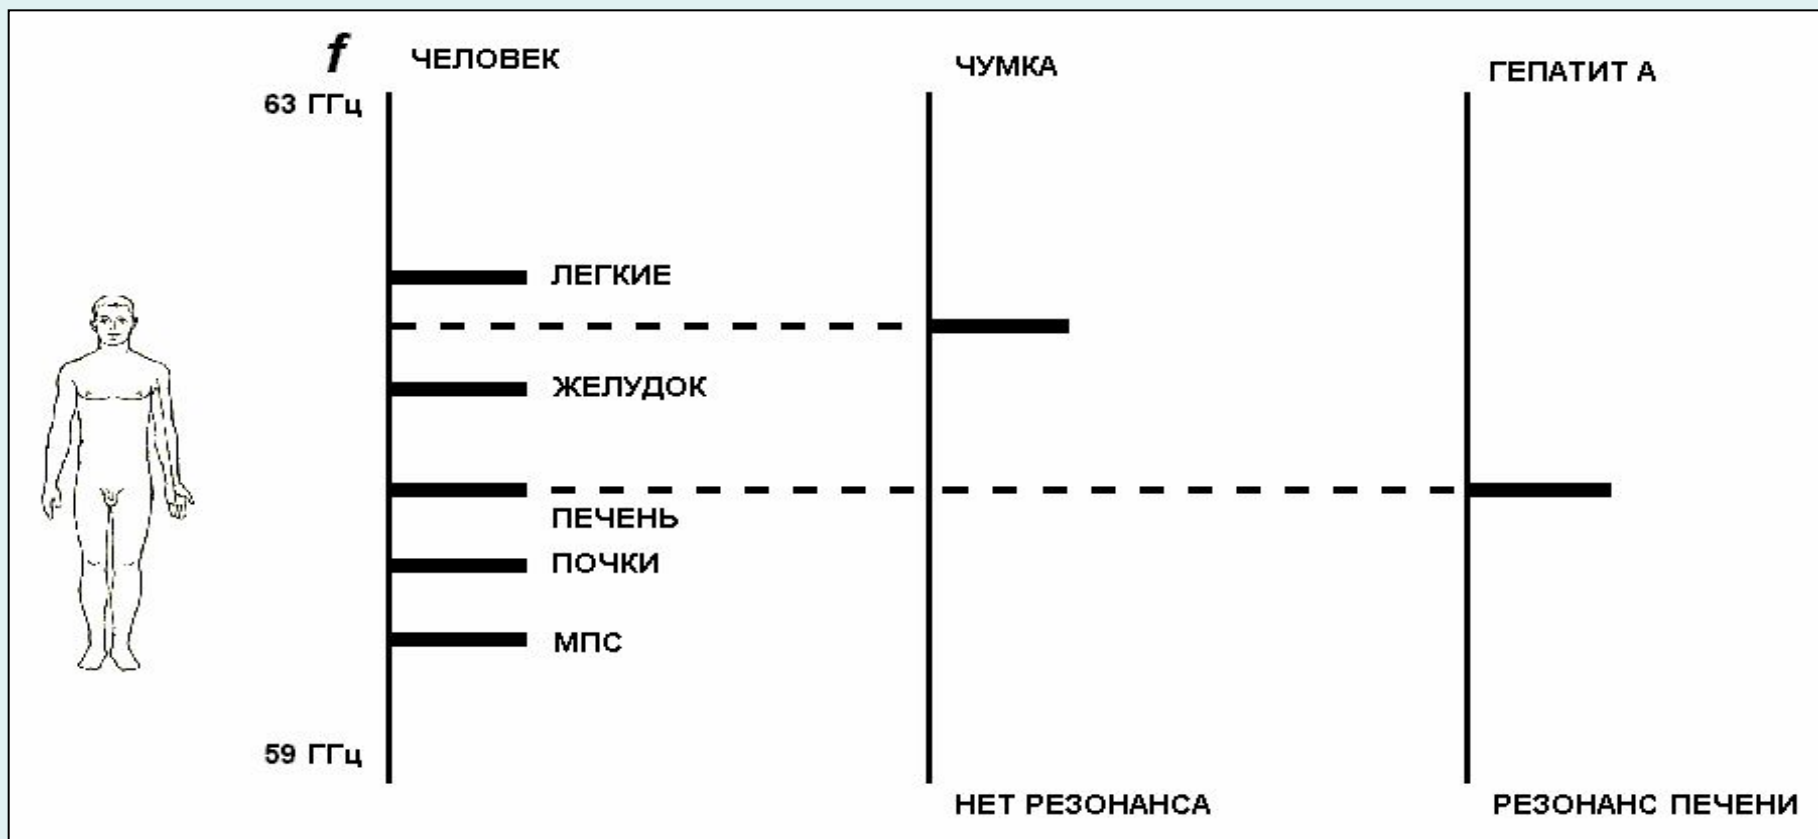 f
ЧЕЛОВЕК
ЧУМКА
ГЕПАТИТ А
63 ГГц
ЛЕГКИЕ
ЖЕЛУДОК
ПЕЧЕНЬ
ПОЧКИ
МПС
59 ГГц
НЕТ РЕЗОНАНСА
РЕЗОНАНС ПЕЧЕНИ